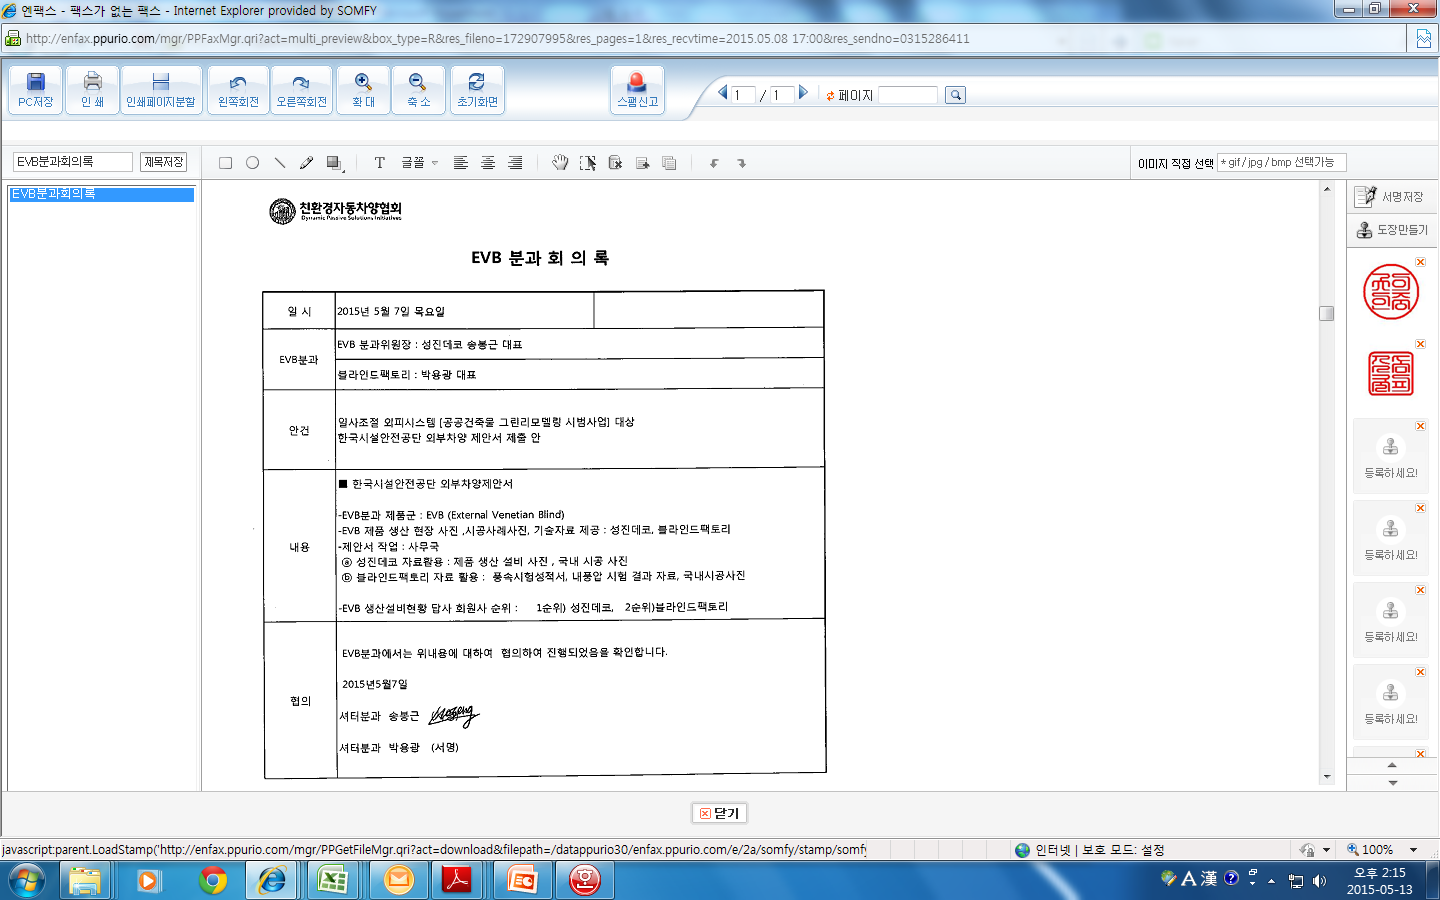 엔팩스 - 팩스가 없는 팩스 - Internet Explorer provided by SOMFY
http://enfax.ppurio.com/mgr/PPFaxMgr.qri?act=multi_preview&box_type=R&res_fileno=172907995&res_pages=1&res_recvtime=2015.05.08 17:00&res_sendno=0315286411
PC저장 인 쇄 인쇄페이지분할 왼쪽회전 오른쪽회전 확 대 축 소 초기화면 스팸신고 1 / 1 페이지
EVB분과회의록 제목저장 T 글꼴 이미지 직접 선택 * gif / jpg / bmp 선택가능
EVB분과회의록
서명저장
도장만들기
등록하세요!
등록하세요!
등록하세요!
등록하세요!
친환경자동차양협회
Dynamic Passive Solutions Initiatives
EVB 분과 회 의 록
일 시 2015년 5월 7일 목요일
EVB분과
EVB 분과위원장 : 성진데코 송봉근 대표
블라인드팩토리 : 박용광 대표
안건
일사조절 외피시스템 [공공건축물 그린리모델링 시범사업] 대상
한국시설안전공단 외부차양 제안서 제출 안
내용
■ 한국시설안전공단 외부차양제안서
-EVB분과 제품군 : EVB (External Venetian Blind)
-EVB 제품 생산 현장 사진 ,시공사례사진, 기술자료 제공 : 성진데코, 블라인드팩토리
-제안서 작업 : 사무국
ⓐ 성진데코 자료활용 : 제품 생산 설비 사진 , 국내 시공 사진
ⓑ 블라인드팩토리 자료 활용 : 풍속시험성적서, 내풍압 시험 결과 자료, 국내시공사진
-EVB 생산설비현황 답사 회원사 순위 : 1순위) 성진데코, 2순위)블라인드팩토리
협의
EVB분과에서는 위내용에 대하여 협의하여 진행되었음을 확인합니다.
2015년5월7일
셔터분과 송봉근
셔터분과 박용광 (서명)
닫기
javascript:parent.LoadStamp('http://enfax.ppurio.com/mgr/PPGetFileMgr.qri?act=download&filepath=/datappurio30/enfax.ppurio.com/e/2a/somfy/stamp/somfy
인터넷 | 보호 모드: 설정 100%
A 漢 오후 2:15
2015-05-13